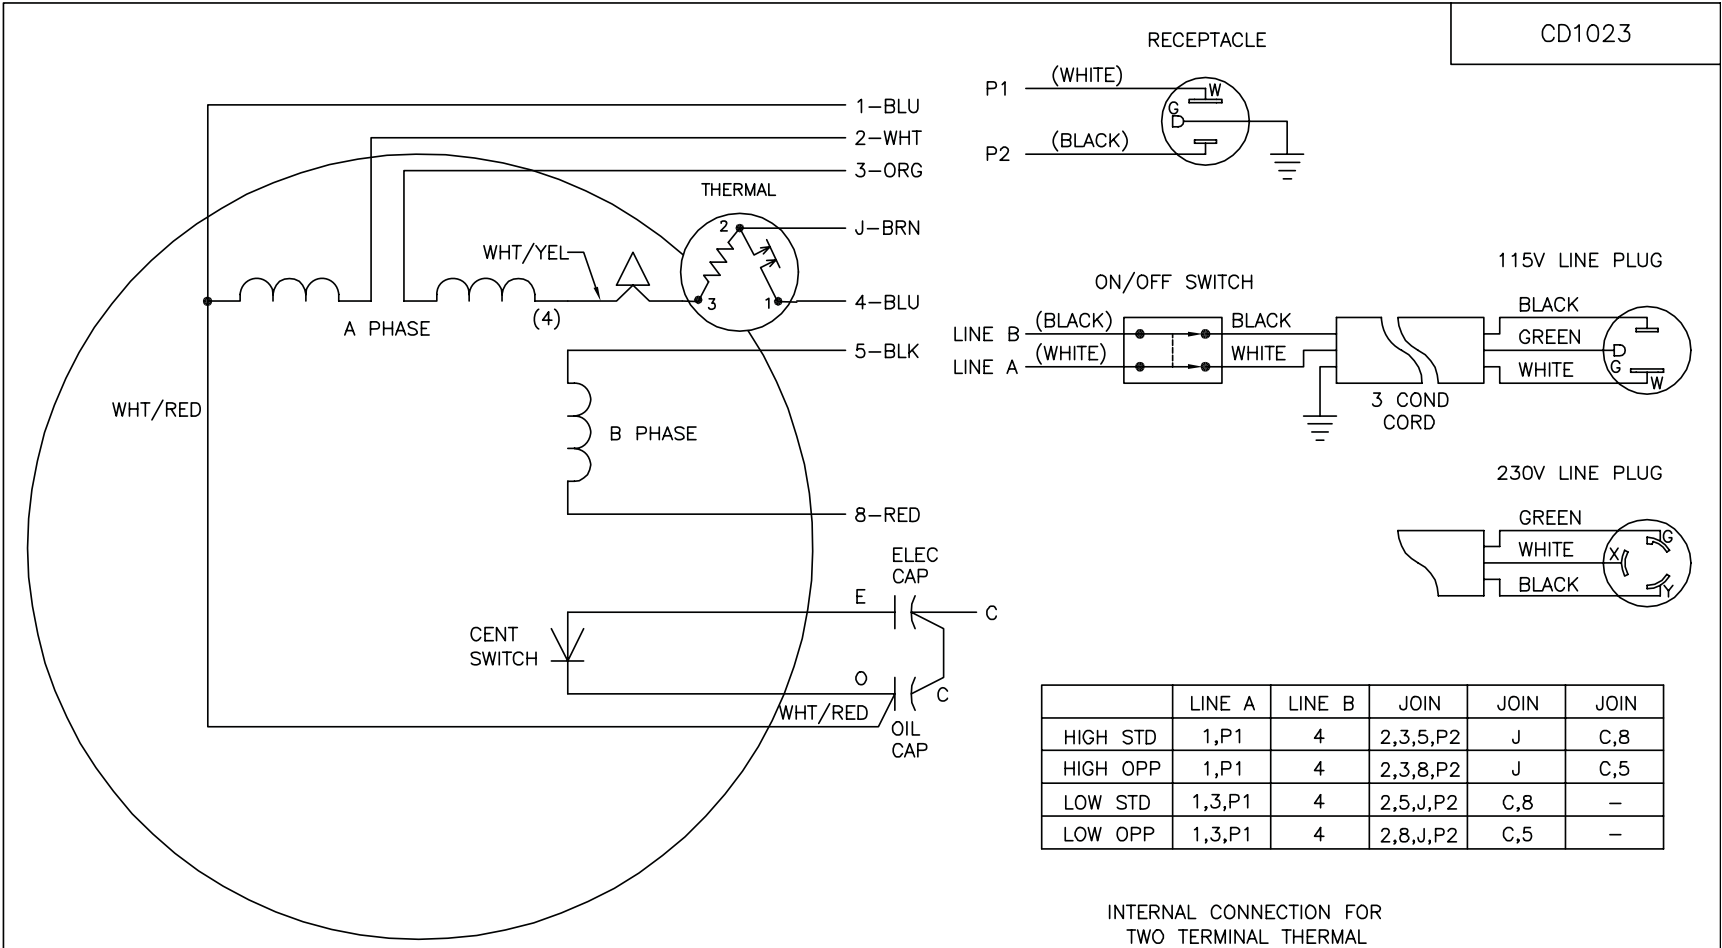 CD1023
RECEPTACLE
P1 (WHITE)
W
G
P2 (BLACK)
1-BLU
2-WHT
3-ORG
THERMAL
2
J-BRN
WHT/YEL
3
1
4-BLU
A PHASE
(4)
5-BLK
WHT/RED
B PHASE
8-RED
ELEC
CAP
E
C
CENT
SWITCH
O
C
WHT/RED
OIL
CAP
ON/OFF SWITCH
LINE B (BLACK) BLACK
LINE A (WHITE) WHITE
3 COND
CORD
115V LINE PLUG
BLACK
GREEN
G
WHITE
W
230V LINE PLUG
GREEN
G
WHITE
X
BLACK
Y
LINE A LINE B JOIN JOIN JOIN
HIGH STD 1,P1 4 2,3,5,P2 J C,8
HIGH OPP 1,P1 4 2,3,8,P2 J C,5
LOW STD 1,3,P1 4 2,5,J,P2 C,8 -
LOW OPP 1,3,P1 4 2,8,J,P2 C,5 -
INTERNAL CONNECTION FOR
TWO TERMINAL THERMAL